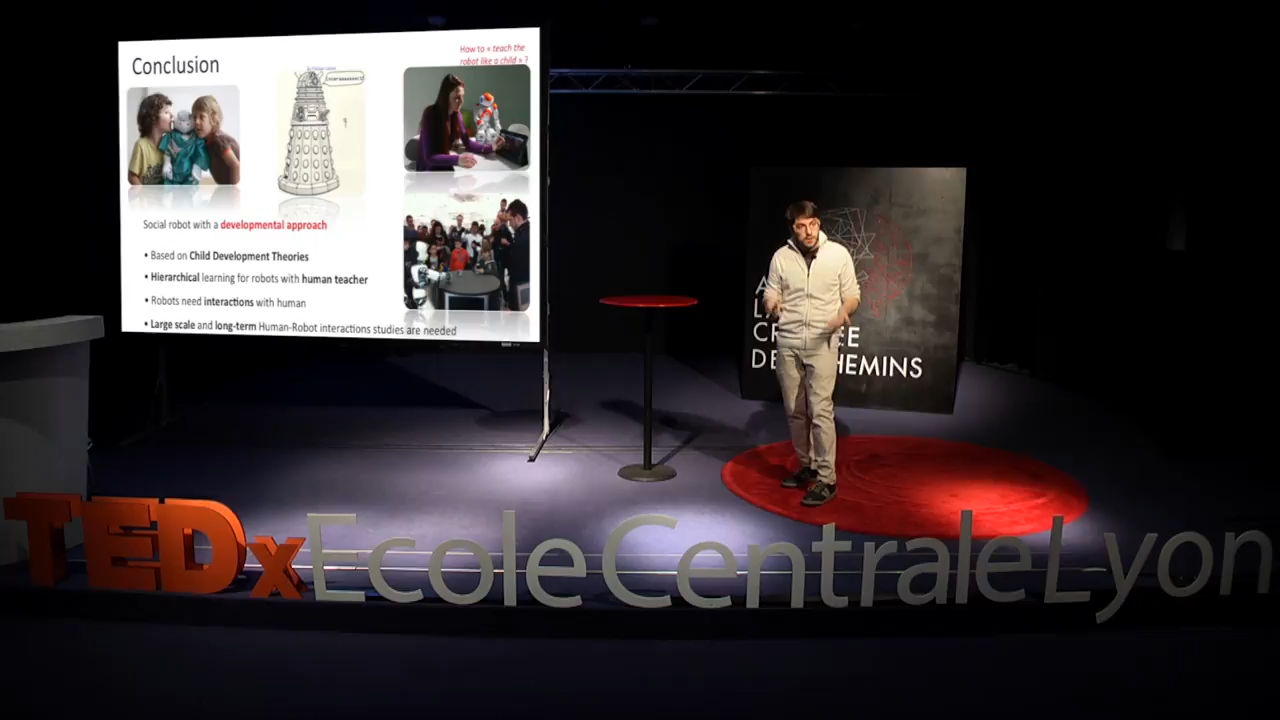 How to « teach the
robot like a child » ?
Conclusion
Social robot with a developmental approach
• Based on Child Development Theories
• Hierarchical learning for robots with human teacher
• Robots need interactions with human
• Large scale and long-term Human-Robot interactions studies are needed
HEMINS
TEDxEcoleCentraleLyon